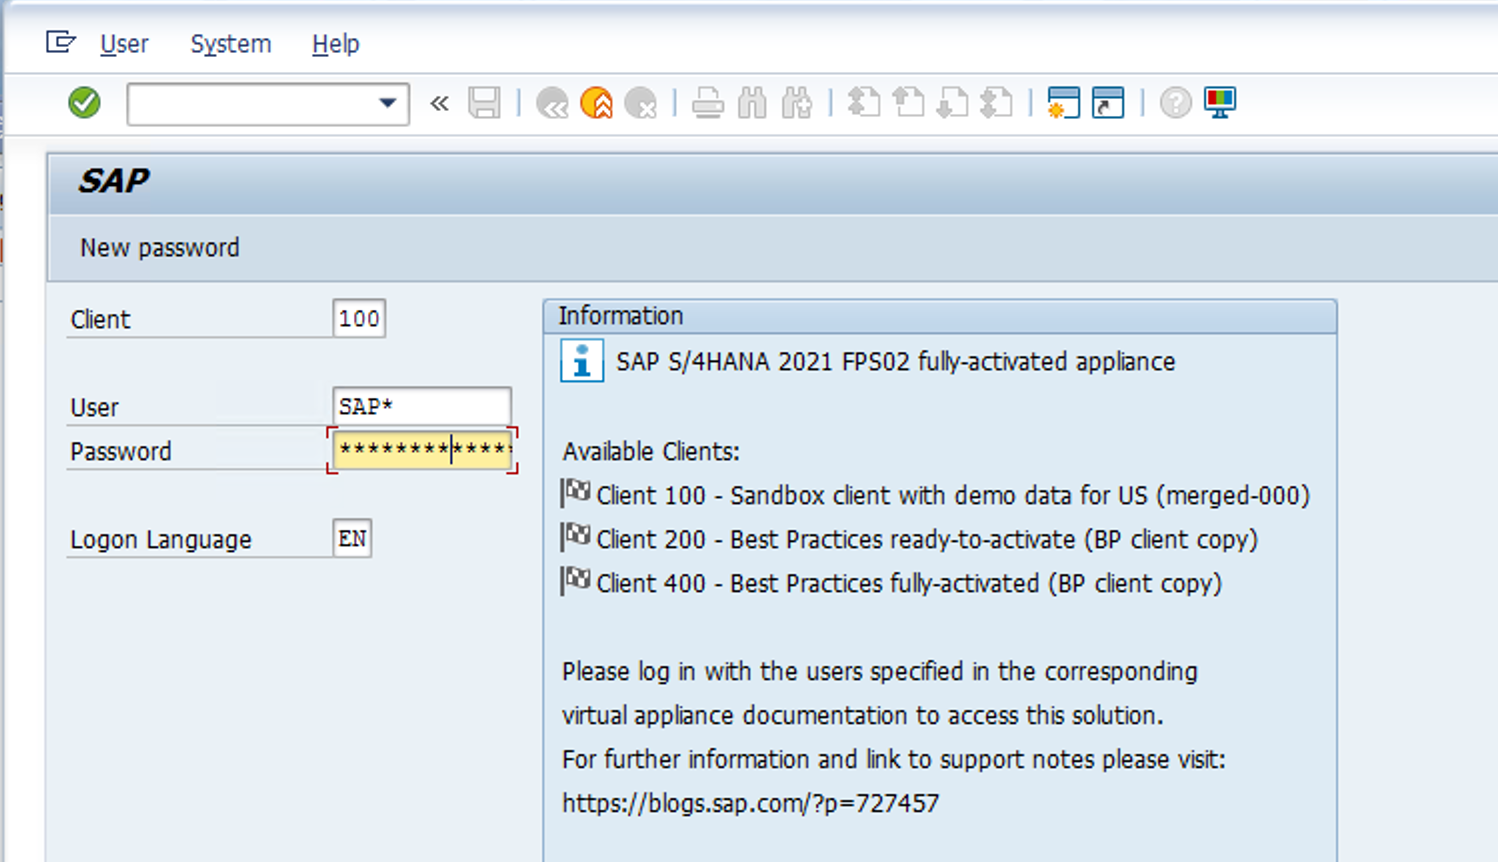 User System Help
SAP
New password
Client 100
User SAP*
Password *************
Logon Language EN
Information
SAP S/4HANA 2021 FPS02 fully-activated appliance
Available Clients:
Client 100 - Sandbox client with demo data for US (merged-000)
Client 200 - Best Practices ready-to-activate (BP client copy)
Client 400 - Best Practices fully-activated (BP client copy)
Please log in with the users specified in the corresponding
virtual appliance documentation to access this solution.
For further information and link to support notes please visit:
https://blogs.sap.com/?p=727457